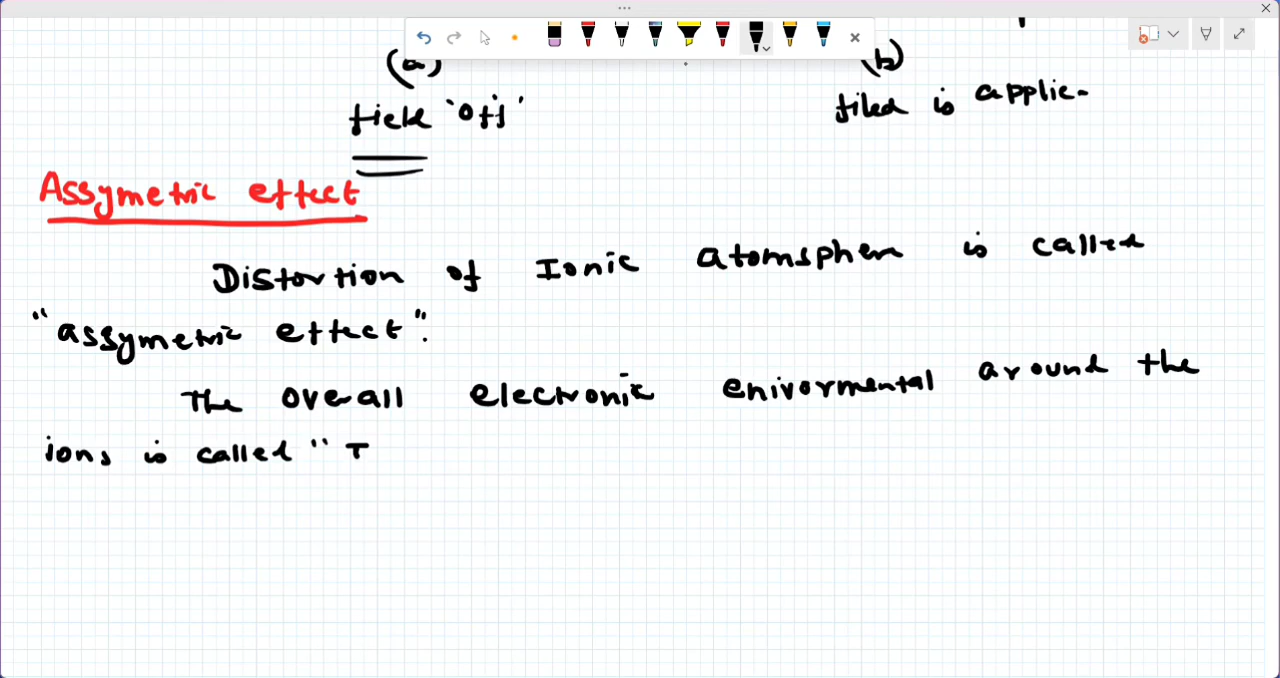 (a)
(b)
field 'off'
filed is applie-
Assymetric effect
Distortion of Ionic atomsphere is called
"assymetric effect".
The overall electronic enivormental around the
ions is called " I